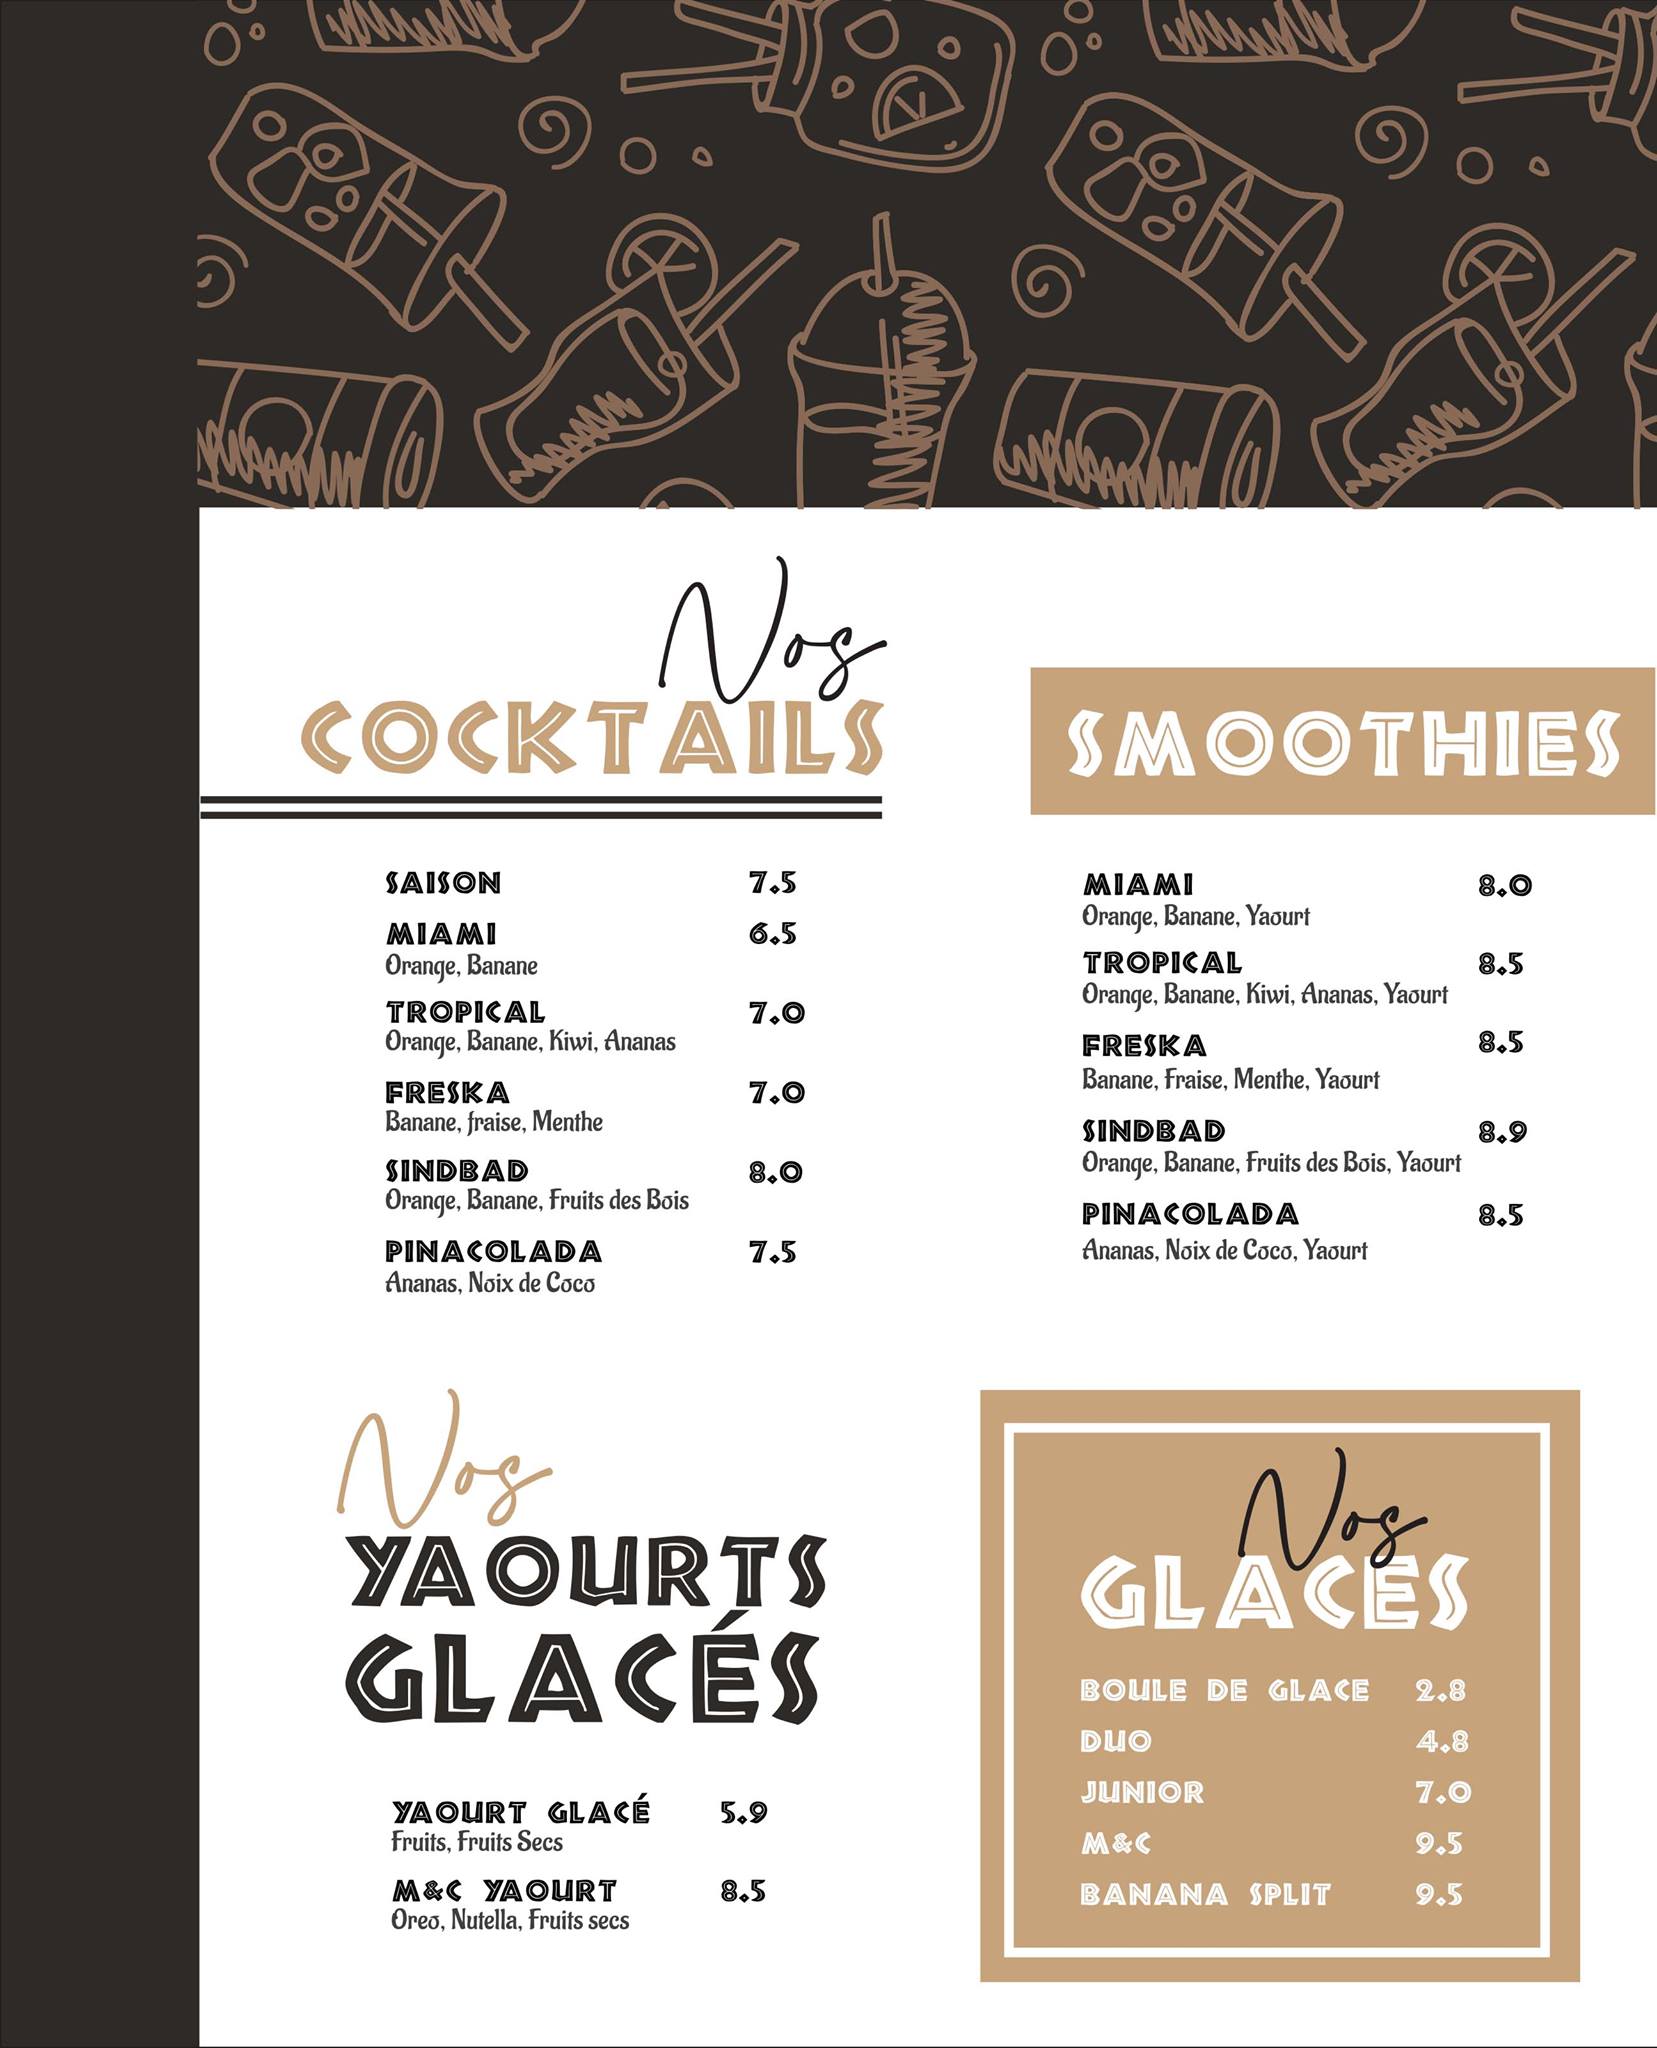 Nos
COCKTAILS
SAISON 7.5
MIAMI 6.5
Orange, Banane
TROPICAL 7.0
Orange, Banane, Kiwi, Ananas
FRESKA 7.0
Banane, fraise, Menthe
SINDBAD 8.0
Orange, Banane, Fruits des Bois
PINACOLADA 7.5
Ananas, Noix de Coco
SMOOTHIES
MIAMI 8.0
Orange, Banane, Yaourt
TROPICAL 8.5
Orange, Banane, Kiwi, Ananas, Yaourt
FRESKA 8.5
Banane, Fraise, Menthe, Yaourt
SINDBAD 8.9
Orange, Banane, Fruits des Bois, Yaourt
PINACOLADA 8.5
Ananas, Noix de Coco, Yaourt
Nos
YAOURTS
GLACÉS
YAOURT GLACÉ 5.9
Fruits, Fruits Secs
M&C YAOURT 8.5
Oreo, Nutella, Fruits secs
Nos
GLACES
BOULE DE GLACE 2.8
DUO 4.8
JUNIOR 7.0
M&C 9.5
BANANA SPLIT 9.5